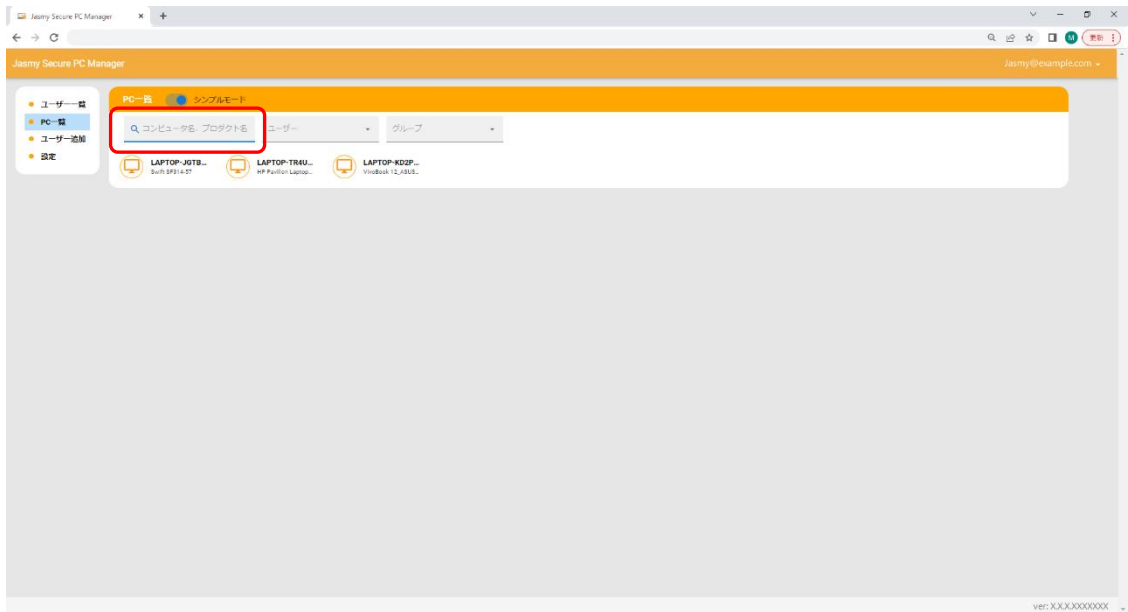 Jasmy Secure PC Manager
更新
Jasmy Secure PC Manager
Jasmy@example.com
ユーザー一覧
PC一覧
ユーザー追加
設定
PC一覧 シンプルモード
コンピュータ名、プロダクト名
ユーザー
グループ
LAPTOP-JGTB...
Swift SF314-57
LAPTOP-TR4U...
HP Pavilion Laptop...
LAPTOP-KD2P...
VivoBook 12_ASUS...
ver: X.X.X.XXXXXXX